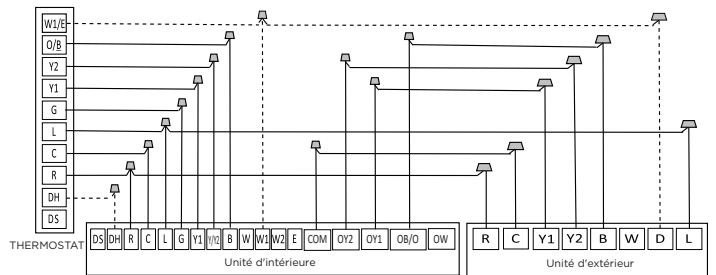 W1/E
O/B
Y2
Y1
G
L
C
R
DH
DS
THERMOSTAT
DS DH R C L G Y1 Y/Y2 B W W1 W2 E COM OY2 OY1 OB/O OW
Unité d'intérieure
R C Y1 Y2 B W D L
Unité d'extérieur